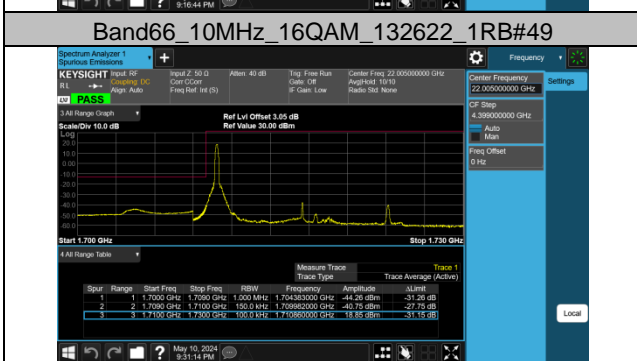 9:16:44 PM
Band66_10MHz_16QAM_132622_1RB#49
Spectrum Analyzer 1
Spurious Emissions
Frequency
KEYSIGHT Input: RF Input Z: 50 Ω Atten: 40 dB Trig: Free Run Center Freq: 22.005000000 GHz
RL Coupling: DC Corr CCorr Gate: Off Avg|Hold: 10/10
Align: Auto Freq Ref: Int (S) IF Gain: Low Radio Std: None
LW PASS
Center Frequency
22.005000000 GHz
Settings
CF Step
4.399000000 GHz
Auto
Man
Freq Offset
0 Hz
3 All Range Graph
Ref Lvl Offset 3.05 dB
Scale/Div 10.0 dB Ref Value 30.00 dBm
Log
20.0
10.0
0.00
-10.0
-20.0
-30.0
-40.0
-50.0
-60.0
Start 1.700 GHz Stop 1.730 GHz
4 All Range Table
Measure Trace Trace 1
Trace Type Trace Average (Active)
Spur Range Start Freq Stop Freq RBW Frequency Amplitude ΔLimit
1 1 1.7000 GHz 1.7090 GHz 1.000 MHz 1.704383000 GHz -44.26 dBm -31.26 dB
2 2 1.7090 GHz 1.7100 GHz 150.0 kHz 1.709982000 GHz -40.75 dBm -27.75 dB
3 3 1.7100 GHz 1.7300 GHz 100.0 kHz 1.710860000 GHz 18.85 dBm -31.15 dB
Local
? May 10, 2024
9:31:14 PM